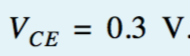 V_CE = 0.3 V.